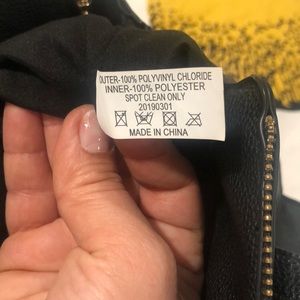 OUTER-100% POLYVINYL CHLORIDE
INNER-100% POLYESTER
SPOT CLEAN ONLY
20190301
MADE IN CHINA